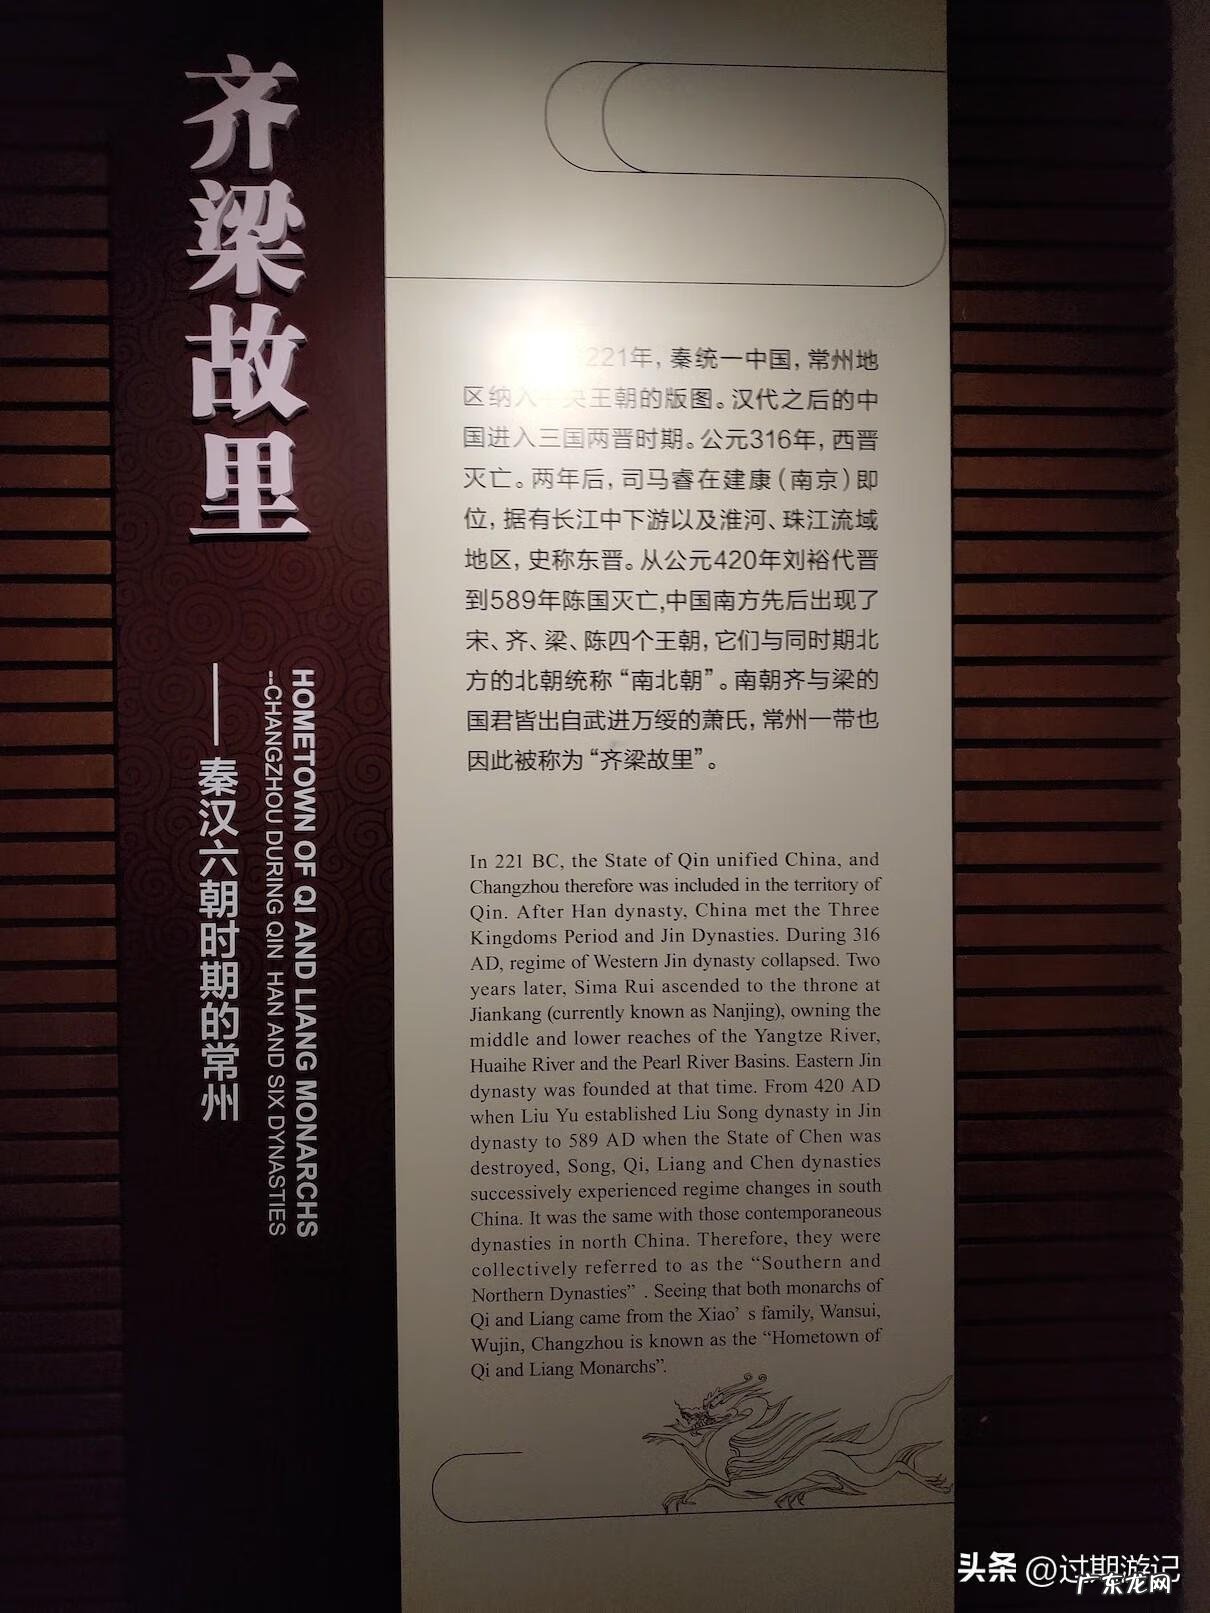 齐梁故里
——秦汉六朝时期的常州
HOMETOWN OF QI AND LIANG MONARCHS
--CHANGZHOU DURING QIN HAN AND SIX DYNASTIES
221年，秦统一中国，常州地
区纳入中央王朝的版图。汉代之后的中
国进入三国两晋时期。公元316年，西晋
灭亡。两年后，司马睿在建康（南京）即
位，据有长江中下游以及淮河、珠江流域
地区，史称东晋。从公元420年刘裕代晋
到589年陈国灭亡,中国南方先后出现了
宋、齐、梁、陈四个王朝，它们与同时期北
方的北朝统称“南北朝”。南朝齐与梁的
国君皆出自武进万绥的萧氏，常州一带也
因此被称为“齐梁故里”。
In 221 BC, the State of Qin unified China, and
Changzhou therefore was included in the territory of
Qin. After Han dynasty, China met the Three
Kingdoms Period and Jin Dynasties. During 316
AD, regime of Western Jin dynasty collapsed. Two
years later, Sima Rui ascended to the throne at
Jiankang (currently known as Nanjing), owning the
middle and lower reaches of the Yangtze River,
Huaihe River and the Pearl River Basins. Eastern Jin
dynasty was founded at that time. From 420 AD
when Liu Yu established Liu Song dynasty in Jin
dynasty to 589 AD when the State of Chen was
destroyed, Song, Qi, Liang and Chen dynasties
successively experienced regime changes in south
China. It was the same with those contemporaneous
dynasties in north China. Therefore, they were
collectively referred to as the “Southern and
Northern Dynasties” . Seeing that both monarchs of
Qi and Liang came from the Xiao’ s family, Wansui,
Wujin, Changzhou is known as the “Hometown of
Qi and Liang Monarchs”.
头条 @过期游记
广东龙网